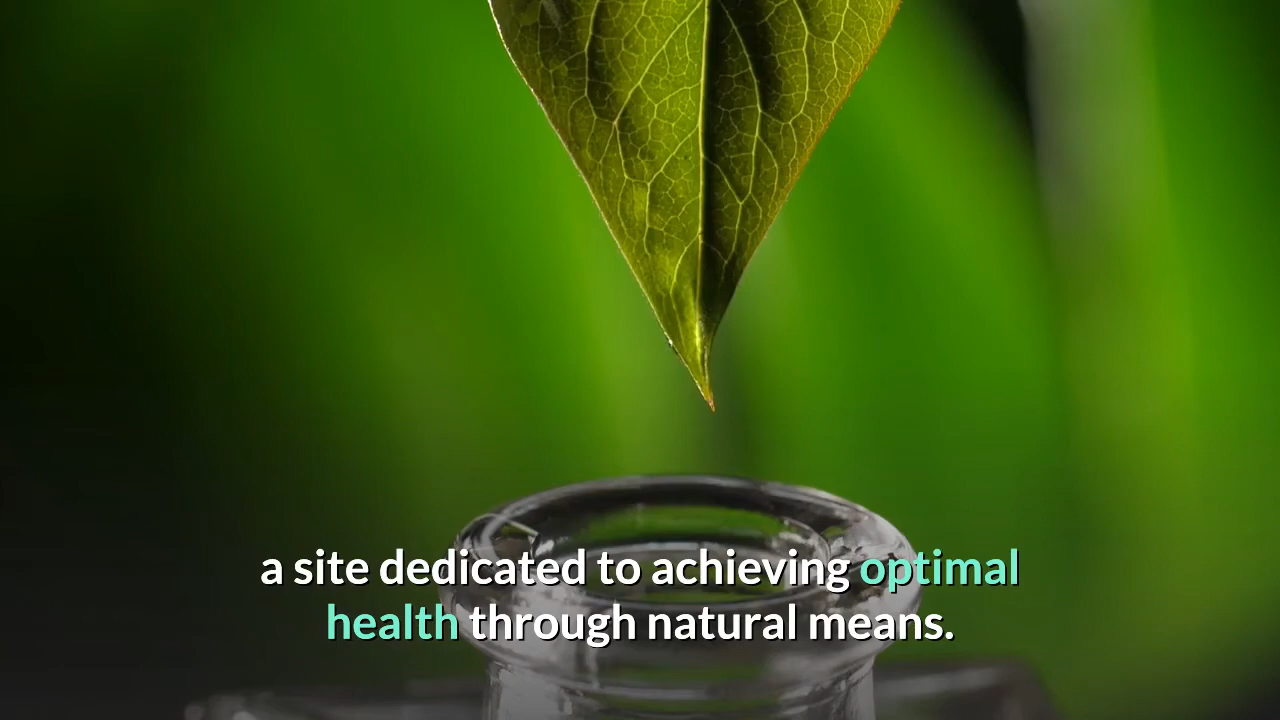 a site dedicated to achieving optimal
health through natural means.